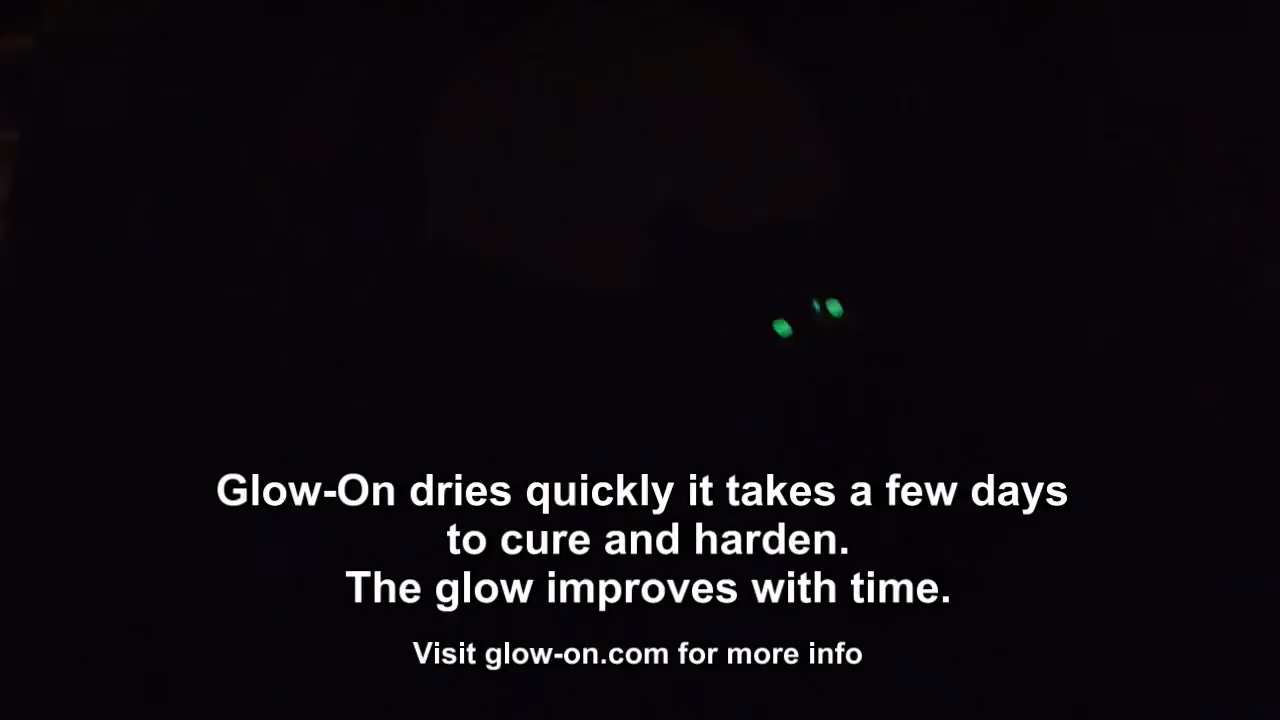 Glow-On dries quickly it takes a few days
to cure and harden.
The glow improves with time.
Visit glow-on.com for more info